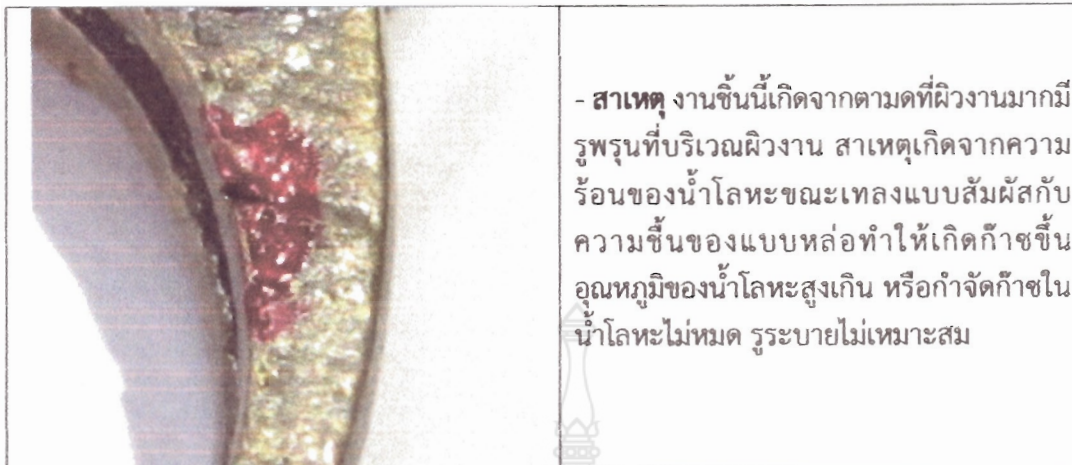 - สาเหตุ งานชิ้นนี้เกิดจากตามดที่ผิวงานมากมี
รูพรุนที่บริเวณผิวงาน สาเหตุเกิดจากความ
ร้อนของน้ำโลหะขณะเทลงแบบสัมผัสกับ
ความชื้นของแบบหล่อทำให้เกิดก๊าซขึ้น
อุณหภูมิของน้ำโลหะสูงเกิน หรือกำจัดก๊าซใน
น้ำโลหะไม่หมด รูระบายไม่เหมาะสม